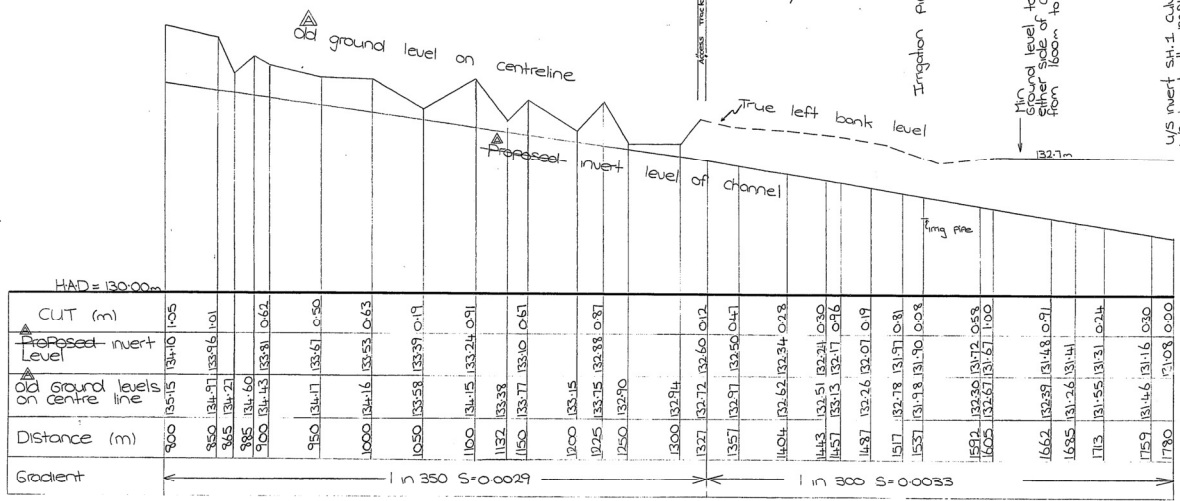 Old ground level on centreline
Access Track
Irrigation
Min
Ground level to
either side of
from 1600m to
U/S invert S.H.1
True left bank level
132.7m
Proposed invert level of channel
Irrig pipe
H.A.D = 130.00m
CUT (m) 1.05 1.01 0.62 0.50 0.63 0.19 0.91 0.67 0.87 0.12 0.47 0.28 0.30 0.96 0.19 0.81 0.08 0.58 1.00 0.91 0.24 0.30 0.00
Proposed invert Level 134.10 133.96 133.81 133.67 133.53 133.39 133.24 133.10 132.88 132.60 132.50 132.34 132.21 132.17 132.07 131.97 131.90 131.72 131.67 131.48 131.41 131.31 131.16 131.08
Old Ground levels on centre line 135.15 134.97 134.27 134.60 134.43 134.17 134.16 133.58 134.15 133.38 133.77 133.15 133.75 132.90 132.94 132.72 132.97 132.62 132.51 133.13 132.26 132.78 131.98 132.30 132.67 132.39 131.26 131.55 131.46 131.08
Distance (m) 800 850 865 885 900 950 1000 1050 1100 1132 1150 1200 1225 1250 1300 1327 1357 1404 1443 1457 1487 1517 1537 1592 1605 1662 1685 1713 1759 1780
Gradient 1 in 350 S=0.0029 1 in 300 S=0.0033